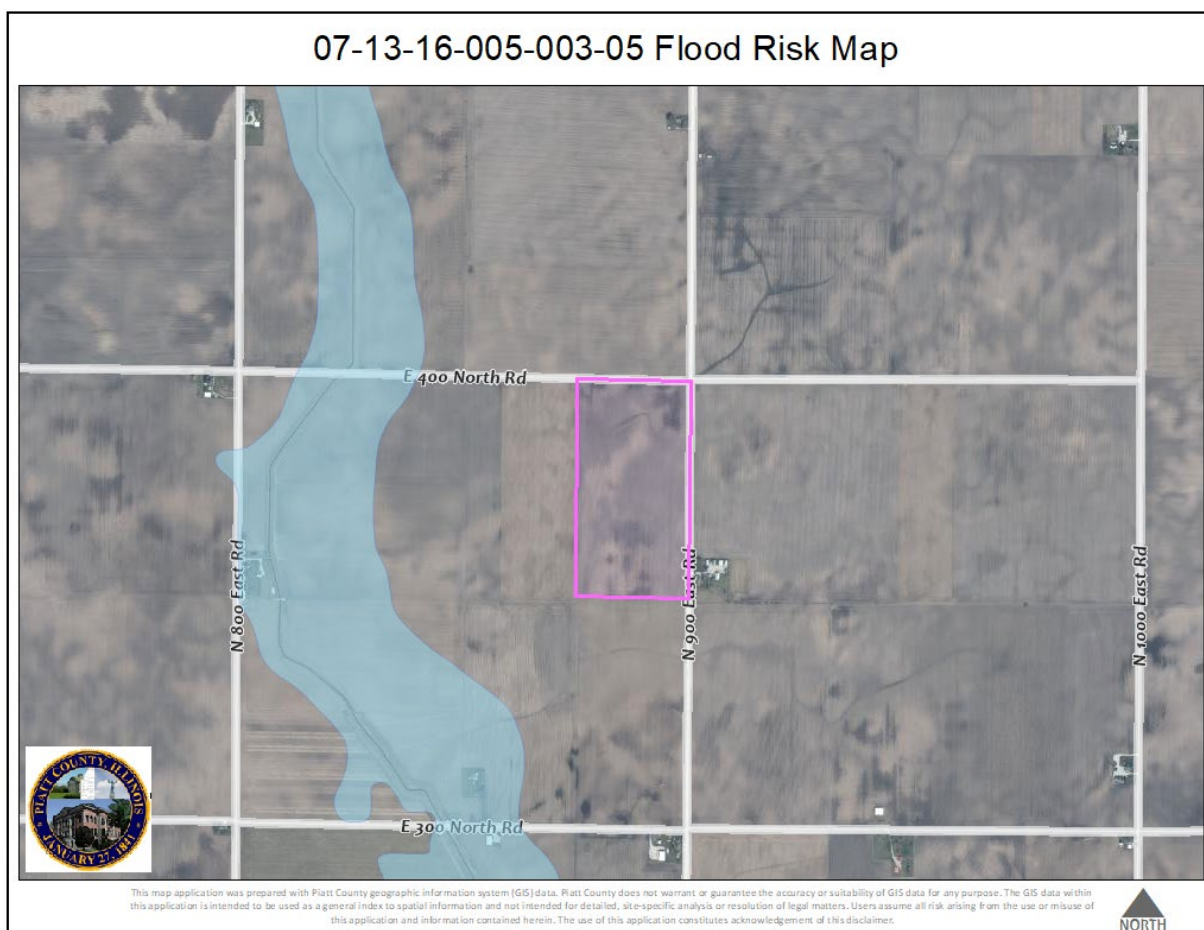 07-13-16-005-003-05 Flood Risk Map
E 400 North Rd
N 800 East Rd
N 900 East Rd
N 1000 East Rd
E 300 North Rd
PIATT COUNTY, ILLINOIS
JANUARY 27, 1841
This map application was prepared with Piatt County geographic information system (GIS) data. Piatt County does not warrant or guarantee the accuracy or suitability of GIS data for any purpose. The GIS data within
this application is intended to be used as a general index to spatial information and not intended for detailed, site-specific analysis or resolution of legal matters. Users assume all risk arising from the use or misuse of
this application and information contained herein. The use of this application constitutes acknowledgement of this disclaimer.
NORTH